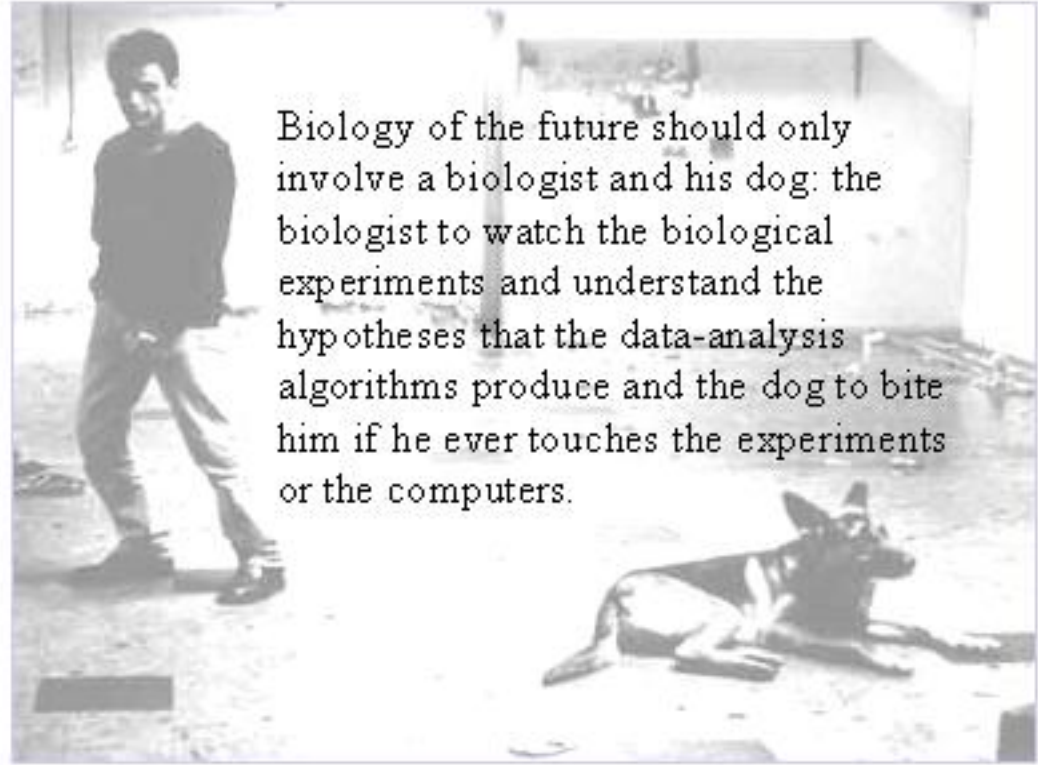 Biology of the future should only
involve a biologist and his dog: the
biologist to watch the biological
experiments and understand the
hypotheses that the data-analysis
algorithms produce and the dog to bite
him if he ever touches the experiments
or the computers.